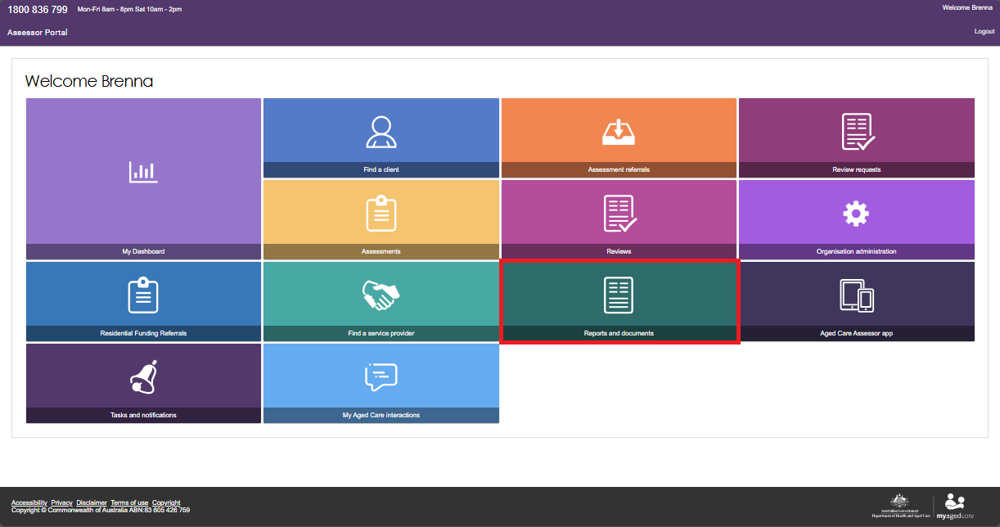 1800 836 799 Mon-Fri 8am - 8pm Sat 10am - 2pm
Welcome Brenna
Assessor Portal
Logout
Welcome Brenna
Find a client
Assessment referrals
Review requests
My Dashboard
Assessments
Reviews
Organisation administration
Residential Funding Referrals
Find a service provider
Reports and documents
Aged Care Assessor app
Tasks and notifications
My Aged Care interactions
Accessibility Privacy Disclaimer Terms of use Copyright
Copyright © Commonwealth of Australia ABN:83 605 426 759
Australian Government
Department of Health and Aged Care
myagedcare